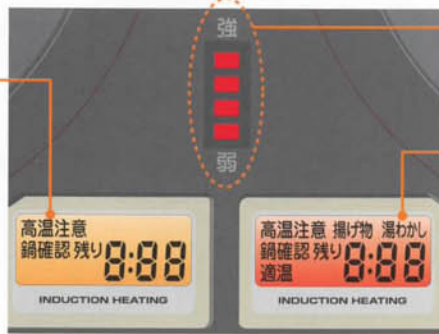 強
弱
高温注意
鍋確認 残り 8:88
INDUCTION HEATING
高温注意 揚げ物 湯わかし
鍋確認 残り 8:88
適温
INDUCTION HEATING